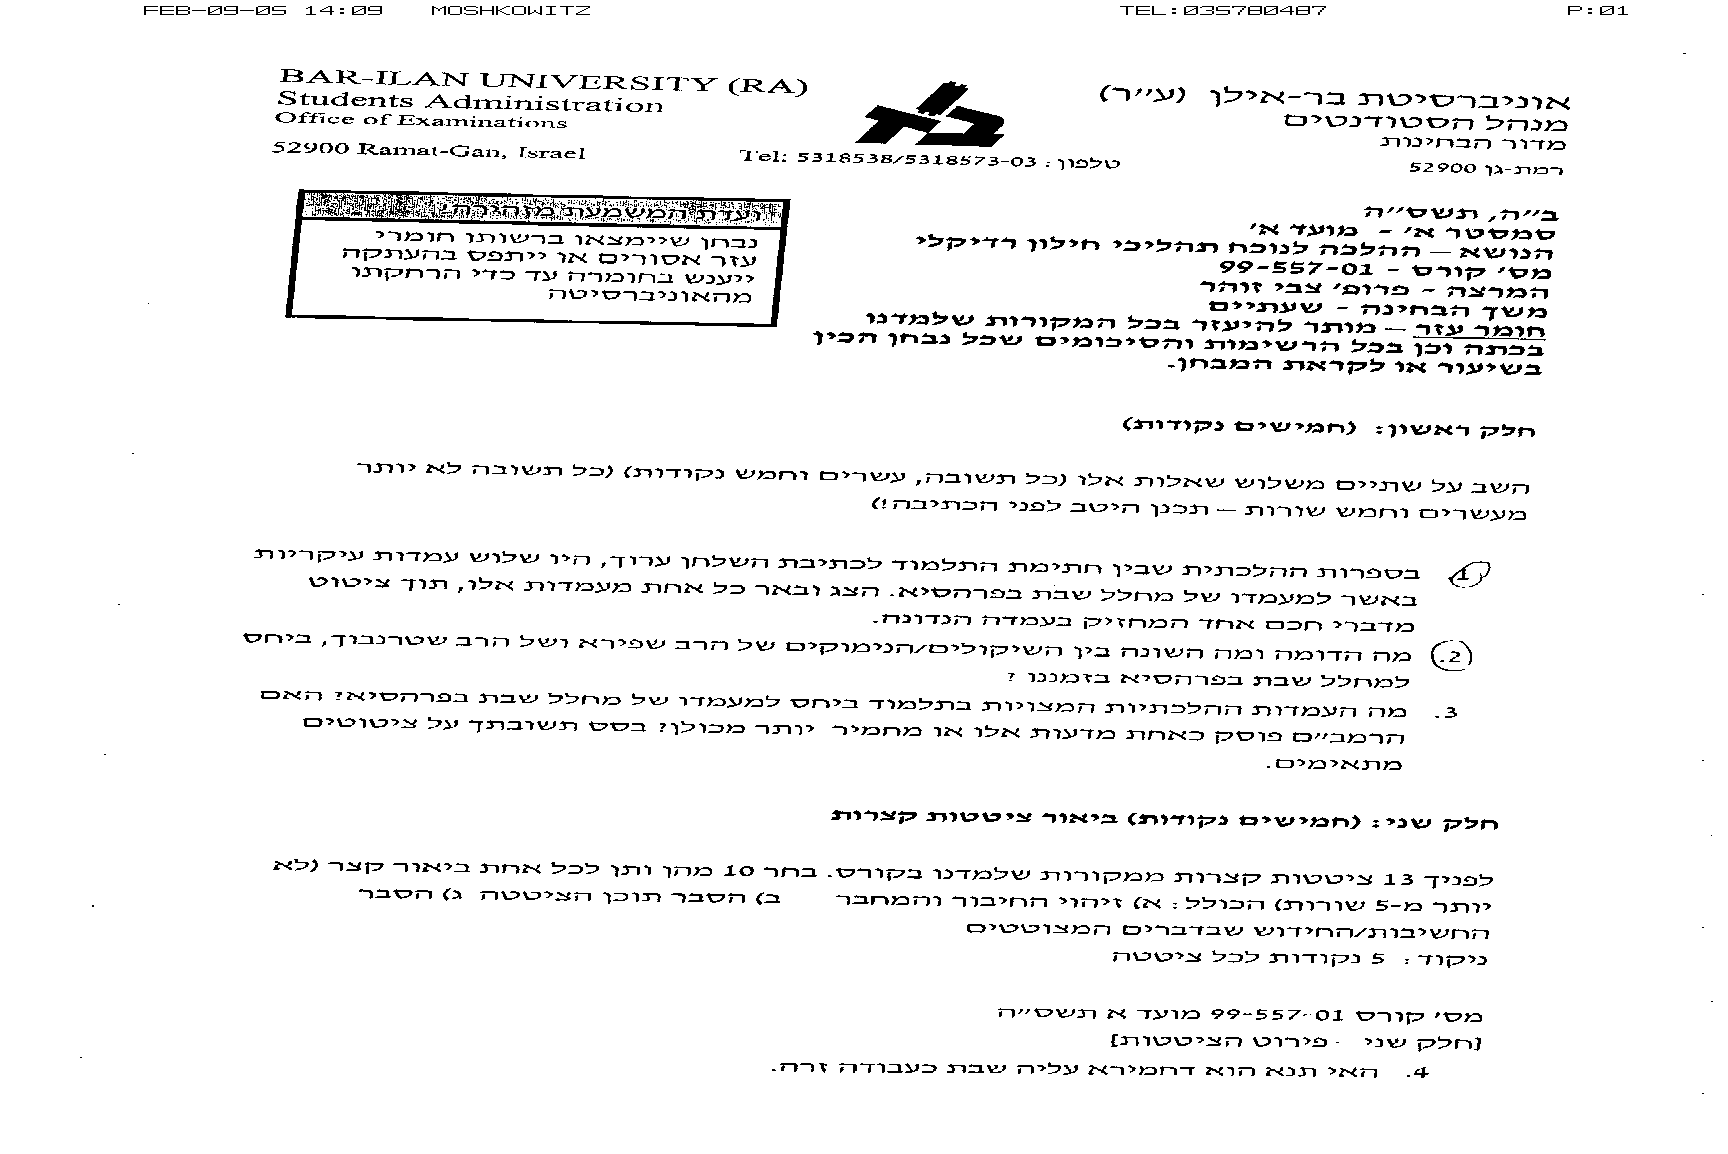 FEB-09-05 14:09 MOSHKOWITZ TEL:035780487 P:01
BAR-ILAN UNIVERSITY (RA)
Students Administration
Office of Examinations
52900 Ramat-Gan, Israel
אוניברסיטת בר-אילן (ע״ר)
מנהל הסטודנטים
מדור הבחינות
רמת-גן 52900
Tel: 5318538/5318573-03 : טלפון
ועדת המשמעת מזהירה!
נבחן שיימצאו ברשותו חומרי
עזר אסורים או ייתפס בהעתקה
ייענש בחומרה עד כדי הרחקתו
מהאוניברסיטה
ב״ה, תשס״ה
סמסטר א׳ - מועד א׳
הנושא – ההלכה לנוכח תהליכי חילון רדיקלי
מס׳ קורס - 99-557-01
המרצה - פרופ׳ צבי זוהר
משך הבחינה - שעתיים
חומר עזר – מותר להיעזר בכל המקורות שלמדנו
בכתה וכן בכל הרשימות והסיכומים שכל נבחן הכין
בשיעור או לקראת המבחן.
חלק ראשון: (חמישים נקודות)
השב על שתיים משלוש שאלות אלו (כל תשובה, עשרים וחמש נקודות) (כל תשובה לא יותר
מעשרים וחמש שורות – תכנן היטב לפני הכתיבה!)
1. בספרות ההלכתית שבין חתימת התלמוד לכתיבת השלחן ערוך, היו שלוש עמדות עיקריות
באשר למעמדו של מחלל שבת בפרהסיא. הצג ובאר כל אחת מעמדות אלו, תוך ציטוט
מדברי חכם אחד המחזיק בעמדה הנדונה.
2. מה הדומה ומה השונה בין השיקולים/הנימוקים של הרב שפירא ושל הרב שטרנבוך, ביחס
למחלל שבת בפרהסיא בזמננו ?
3. מה העמדות ההלכתיות המצויות בתלמוד ביחס למעמדו של מחלל שבת בפרהסיא? האם
הרמב״ם פוסק כאחת מדעות אלו או מחמיר יותר מכולן? בסס תשובתך על ציטוטים
מתאימים.
חלק שני: (חמישים נקודות) ביאור ציטטות קצרות
לפניך 13 ציטטות קצרות ממקורות שלמדנו בקורס. בחר 10 מהן ותן לכל אחת ביאור קצר (לא
יותר מ-5 שורות) הכולל: א) זיהוי החיבור והמחבר ב) הסבר תוכן הציטטה ג) הסבר
החשיבות/החידוש שבדברים המצוטטים
ניקוד: 5 נקודות לכל ציטטה
מס׳ קורס 99-557-01 מועד א תשס״ה
[חלק שני - פירוט הציטטות]
4. האי תנא הוא דחמירא עליה שבת כעבודה זרה.